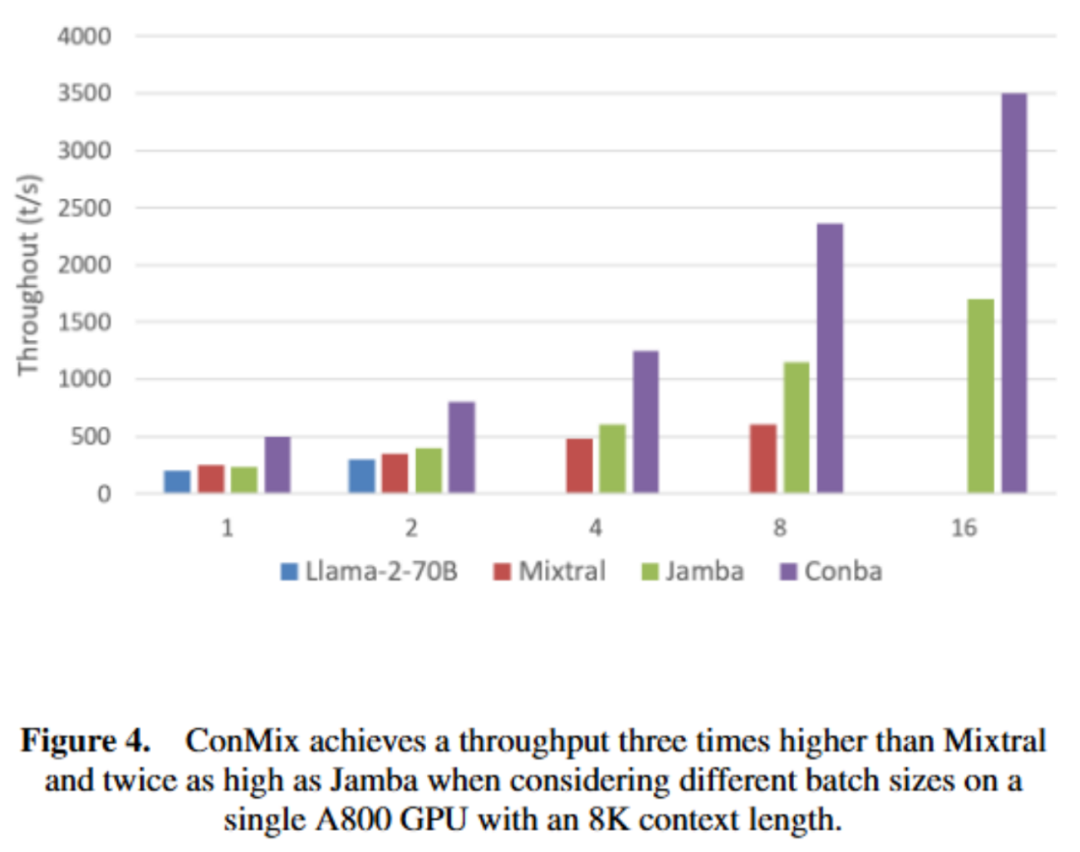 4000
3500
3000
2500
2000
1500
1000
500
0
Throughout (t/s)
1 2 4 8 16
Llama-2-70B Mixtral Jamba Conba
Figure 4. ConMix achieves a throughput three times higher than Mixtral
and twice as high as Jamba when considering different batch sizes on a
single A800 GPU with an 8K context length.